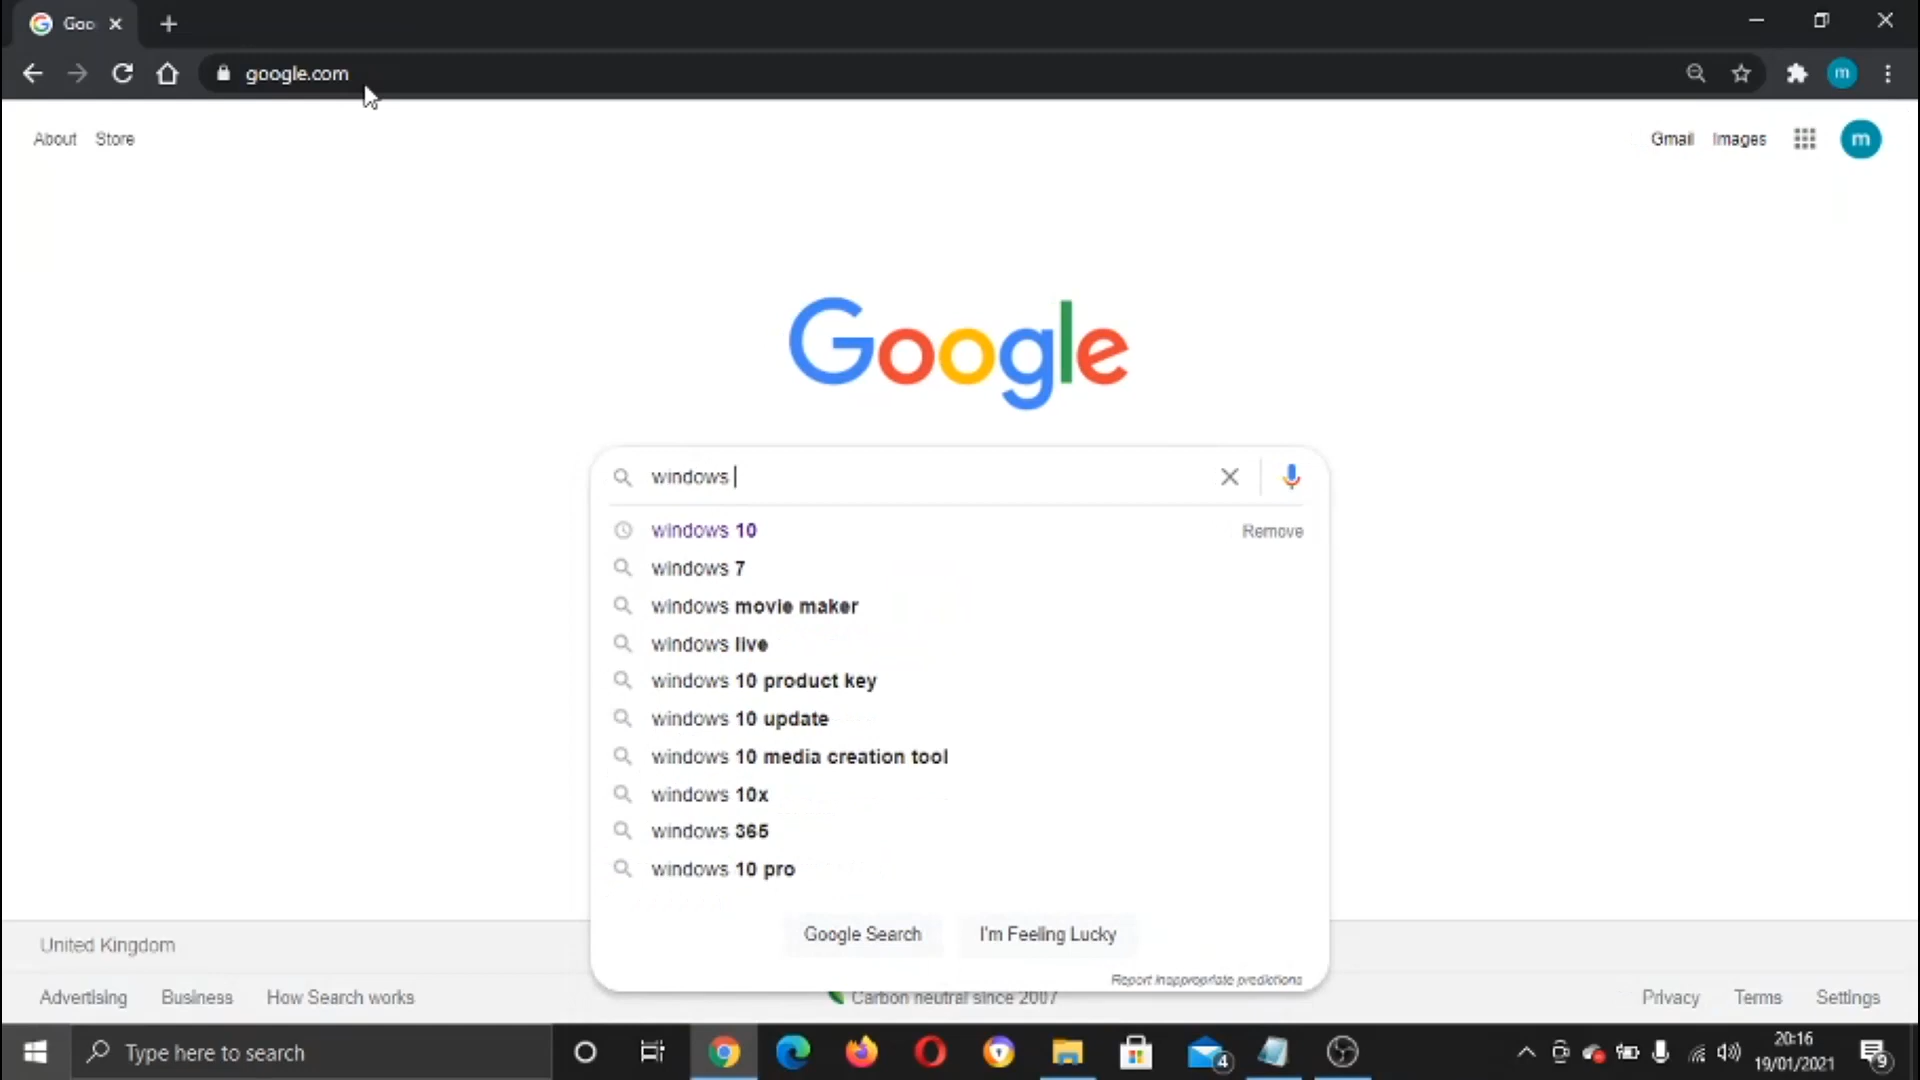 Goo
google.com
m
About Store
Gmail Images
m
Google
windows
windows 10
Remove
windows 7
windows movie maker
windows live
windows 10 product key
windows 10 update
windows 10 media creation tool
windows 10x
windows 365
windows 10 pro
Google Search I'm Feeling Lucky
Report inappropriate predictions
United Kingdom
Advertising Business How Search works
Carbon neutral since 2007
Privacy Terms Settings
Type here to search
4
20:16
19/01/2021
9